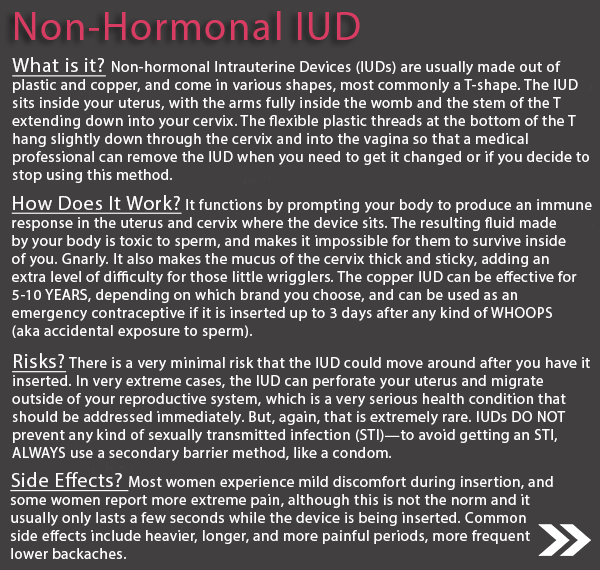 Non-Hormonal IUD
What is it? Non-hormonal Intrauterine Devices (IUDs) are usually made out of
plastic and copper, and come in various shapes, most commonly a T-shape. The IUD
sits inside your uterus, with the arms fully inside the womb and the stem of the T
extending down into your cervix. The flexible plastic threads at the bottom of the T
hang slightly down through the cervix and into the vagina so that a medical
professional can remove the IUD when you need to get it changed or if you decide to
stop using this method.
How Does It Work? It functions by prompting your body to produce an immune
response in the uterus and cervix where the device sits. The resulting fluid made
by your body is toxic to sperm, and makes it impossible for them to survive inside
of you. Gnarly. It also makes the mucus of the cervix thick and sticky, adding an
extra level of difficulty for those little wrigglers. The copper IUD can be effective for
5-10 YEARS, depending on which brand you choose, and can be used as an
emergency contraceptive if it is inserted up to 3 days after any kind of WHOOPS
(aka accidental exposure to sperm).
Risks? There is a very minimal risk that the IUD could move around after you have it
inserted. In very extreme cases, the IUD can perforate your uterus and migrate
outside of your reproductive system, which is a very serious health condition that
should be addressed immediately. But, again, that is extremely rare. IUDs DO NOT
prevent any kind of sexually transmitted infection (STI)—to avoid getting an STI,
ALWAYS use a secondary barrier method, like a condom.
Side Effects? Most women experience mild discomfort during insertion, and
some women report more extreme pain, although this is not the norm and it
usually only lasts a few seconds while the device is being inserted. Common
side effects include heavier, longer, and more painful periods, more frequent
lower backaches.